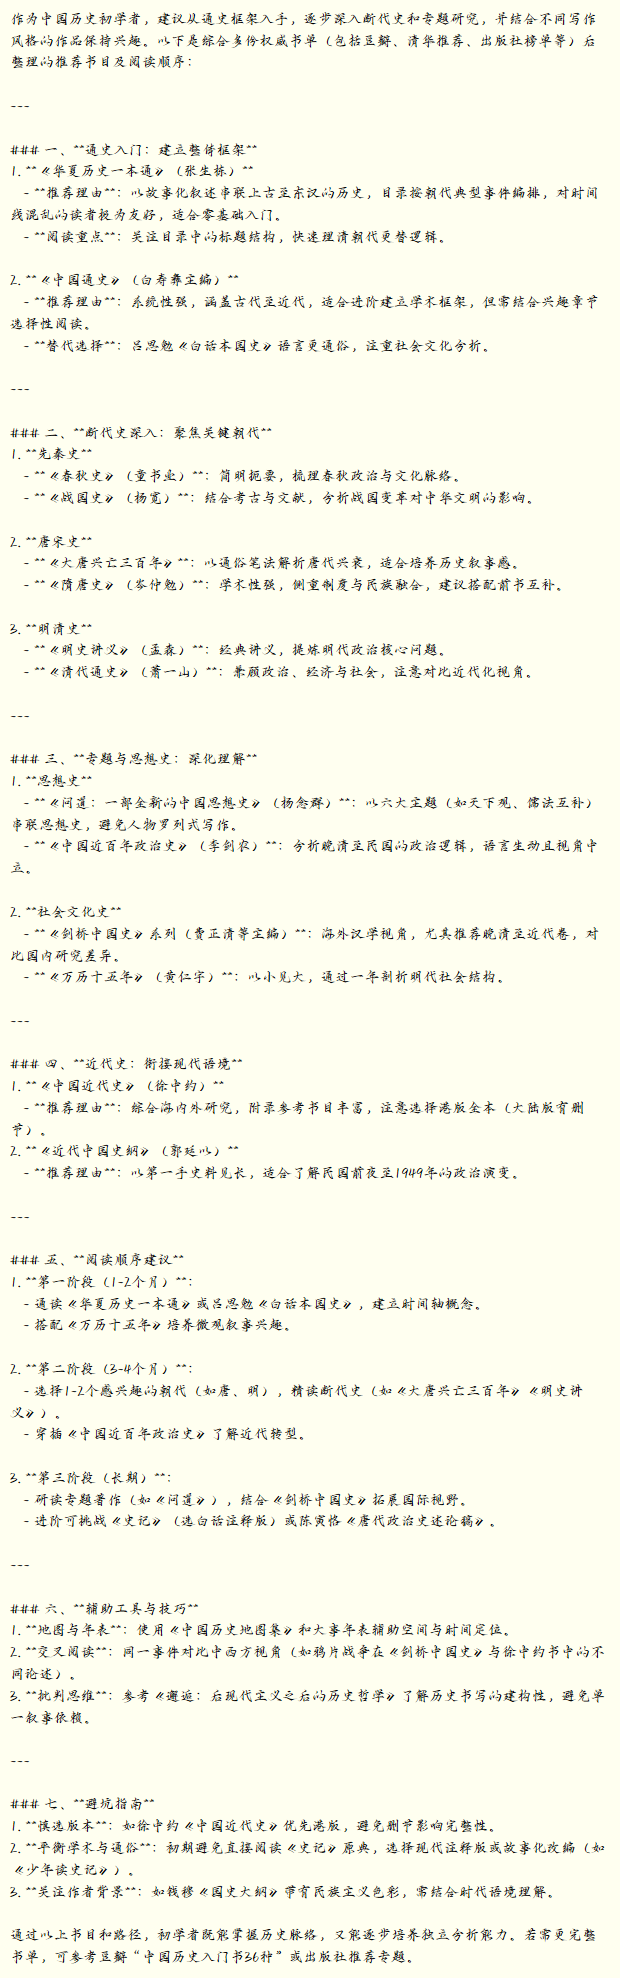 作为中国历史初学者，建议从通史框架入手，逐步深入断代史和专题研究，并结合不同写作
风格的作品保持兴趣。以下是综合多份权威书单（包括豆瓣、清华推荐、出版社榜单等）后
整理的推荐书目及阅读顺序：
---
### 一、**通史入门：建立整体框架**
1. **《华夏历史一本通》（张生栋）**
- **推荐理由**：以故事化叙述串联上古至东汉的历史，目录按朝代典型事件编排，对时间
线混乱的读者极为友好，适合零基础入门。
- **阅读重点**：关注目录中的标题结构，快速理清朝代更替逻辑。
2. **《中国通史》（白寿彝主编）**
- **推荐理由**：系统性强，涵盖古代至近代，适合进阶建立学术框架，但需结合兴趣章节
选择性阅读。
- **替代选择**：吕思勉《白话本国史》语言更通俗，注重社会文化分析。
---
### 二、**断代史深入：聚焦关键朝代**
1. **先秦史**
- **《春秋史》（童书业）**：简明扼要，梳理春秋政治与文化脉络。
- **《战国史》（杨宽）**：结合考古与文献，分析战国变革对中华文明的影响。
2. **唐宋史**
- **《大唐兴亡三百年》**：以通俗笔法解析唐代兴衰，适合培养历史叙事感。
- **《隋唐史》（岑仲勉）**：学术性强，侧重制度与民族融合，建议搭配前书互补。
3. **明清史**
- **《明史讲义》（孟森）**：经典讲义，提炼明代政治核心问题。
- **《清代通史》（萧一山）**：兼顾政治、经济与社会，注意对比近代化视角。
---
### 三、**专题与思想史：深化理解**
1. **思想史**
- **《问道：一部全新的中国思想史》（杨念群）**：以六大主题（如天下观、儒法互补）
串联思想史，避免人物罗列式写作。
- **《中国近百年政治史》（李剑农）**：分析晚清至民国的政治逻辑，语言生动且视角中
立。
2. **社会文化史**
- **《剑桥中国史》系列（费正清等主编）**：海外汉学视角，尤其推荐晚清至近代卷，对
比国内研究差异。
- **《万历十五年》（黄仁宇）**：以小见大，通过一年剖析明代社会结构。
---
### 四、**近代史：衔接现代语境**
1. **《中国近代史》（徐中约）**
- **推荐理由**：综合海内外研究，附录参考书目丰富，注意选择港版全本（大陆版有删
节）。
2. **《近代中国史纲》（郭廷以）**
- **推荐理由**：以第一手史料见长，适合了解民国前夜至1949年的政治演变。
---
### 五、**阅读顺序建议**
1. **第一阶段（1-2个月）**：
- 通读《华夏历史一本通》或吕思勉《白话本国史》，建立时间轴概念。
- 搭配《万历十五年》培养微观叙事兴趣。
2. **第二阶段（3-4个月）**：
- 选择1-2个感兴趣的朝代（如唐、明），精读断代史（如《大唐兴亡三百年》《明史讲
义》）。
- 穿插《中国近百年政治史》了解近代转型。
3. **第三阶段（长期）**：
- 研读专题著作（如《问道》），结合《剑桥中国史》拓展国际视野。
- 进阶可挑战《史记》（选白话注释版）或陈寅恪《唐代政治史述论稿》。
---
### 六、**辅助工具与技巧**
1. **地图与年表**：使用《中国历史地图集》和大事年表辅助空间与时间定位。
2. **交叉阅读**：同一事件对比中西方视角（如鸦片战争在《剑桥中国史》与徐中约书中的不
同论述）。
3. **批判思维**：参考《邂逅：后现代主义之后的历史哲学》了解历史书写的建构性，避免单
一叙事依赖。
---
### 七、**避坑指南**
1. **慎选版本**：如徐中约《中国近代史》优先港版，避免删节影响完整性。
2. **平衡学术与通俗**：初期避免直接阅读《史记》原典，选择现代注释版或故事化改编（如
《少年读史记》）。
3. **关注作者背景**：如钱穆《国史大纲》带有民族主义色彩，需结合时代语境理解。
通过以上书目和路径，初学者既能掌握历史脉络，又能逐步培养独立分析能力。若需更完整
书单，可参考豆瓣“中国历史入门书36种”或出版社推荐专题。